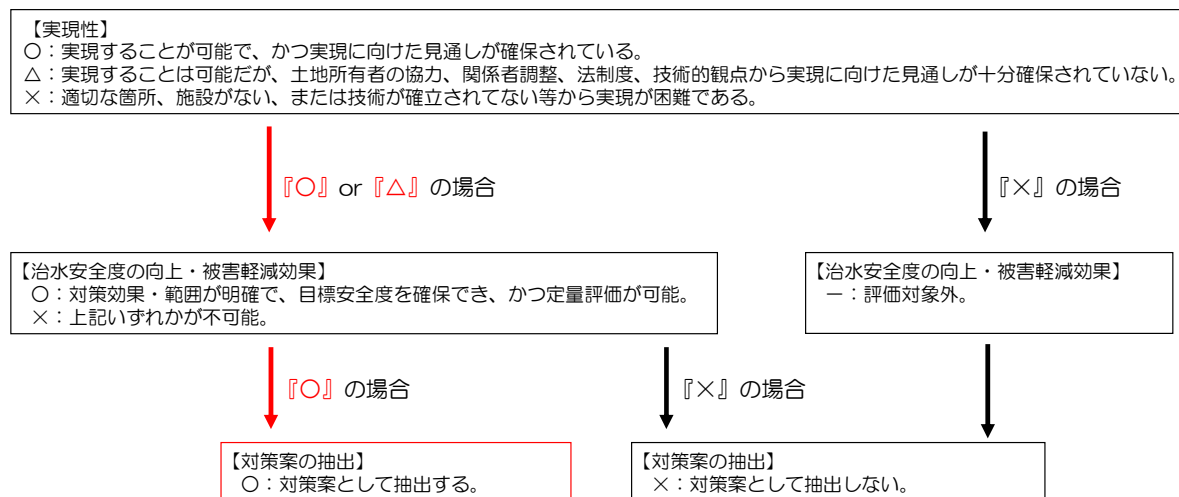 【実現性】
〇：実現することが可能で、かつ実現に向けた見通しが確保されている。
△：実現することは可能だが、土地所有者の協力、関係者調整、法制度、技術的観点から実現に向けた見通しが十分確保されていない。
×：適切な箇所、施設がない、または技術が確立されてない等から実現が困難である。
『〇』or『△』の場合
『×』の場合
【治水安全度の向上・被害軽減効果】
〇：対策効果・範囲が明確で、目標安全度を確保でき、かつ定量評価が可能。
×：上記いずれかが不可能。
【治水安全度の向上・被害軽減効果】
－：評価対象外。
『〇』の場合
『×』の場合
【対策案の抽出】
〇：対策案として抽出する。
【対策案の抽出】
×：対策案として抽出しない。